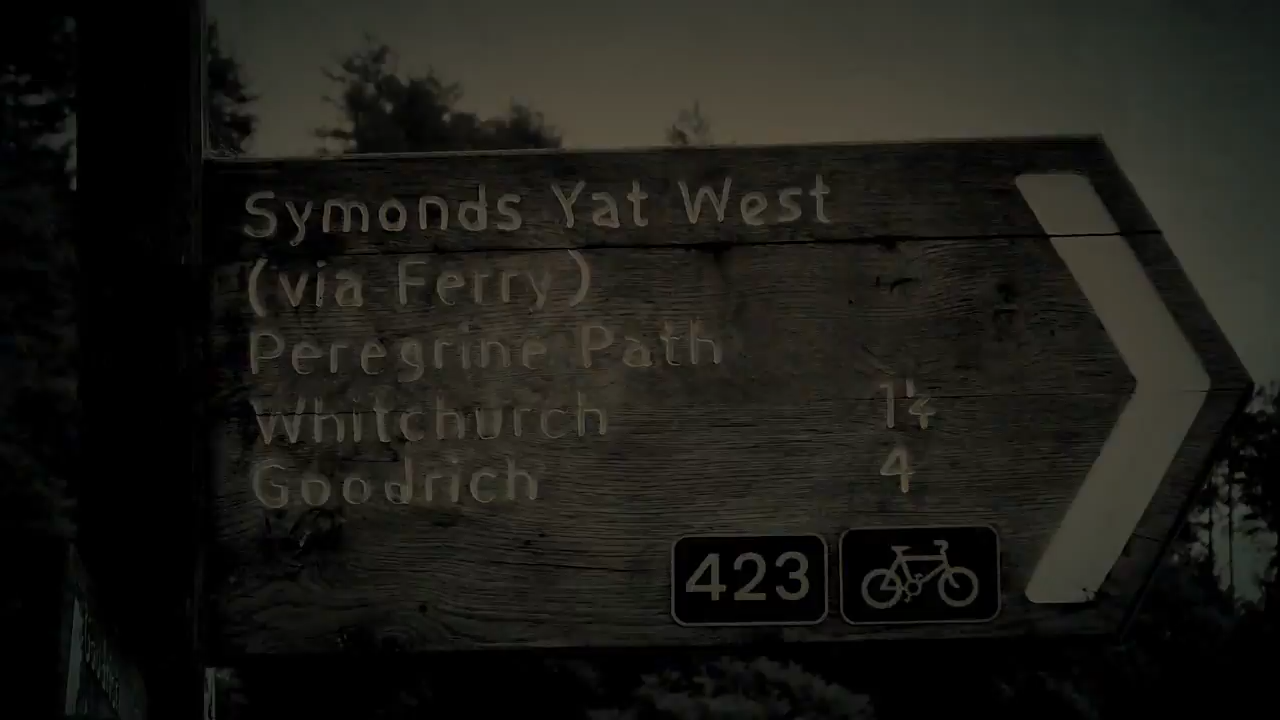 Symonds Yat West
(via Ferry)
Peregrine Path
Whitchurch 1¼
Goodrich 4
423